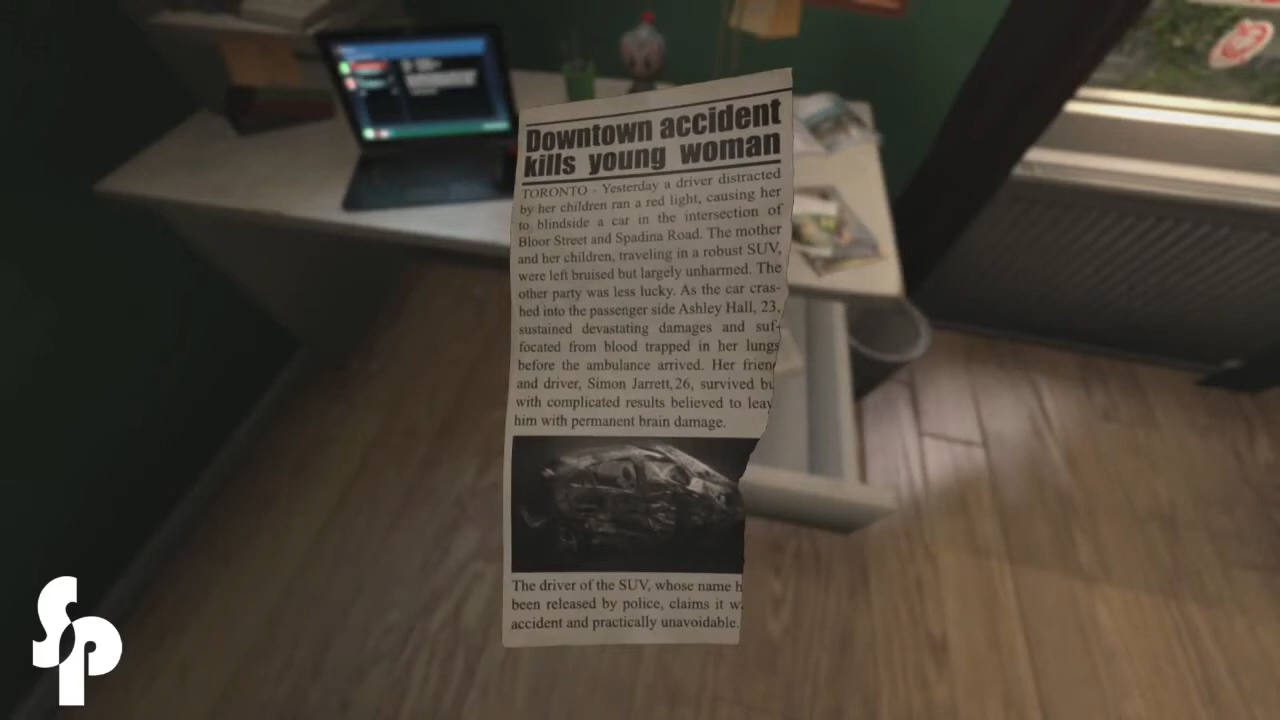 Downtown accident
kills young woman
TORONTO - Yesterday a driver distracted
by her children ran a red light, causing her
to blindside a car in the intersection of
Bloor Street and Spadina Road. The mother
and her children, traveling in a robust SUV,
were left bruised but largely unharmed. The
other party was less lucky. As the car cras-
hed into the passenger side Ashley Hall, 23,
sustained devastating damages and suf-
focated from blood trapped in her lungs
before the ambulance arrived. Her frien
and driver, Simon Jarrett, 26, survived bu
with complicated results believed to leav
him with permanent brain damage.
The driver of the SUV, whose name h
been released by police, claims it w
accident and practically unavoidable.
SP